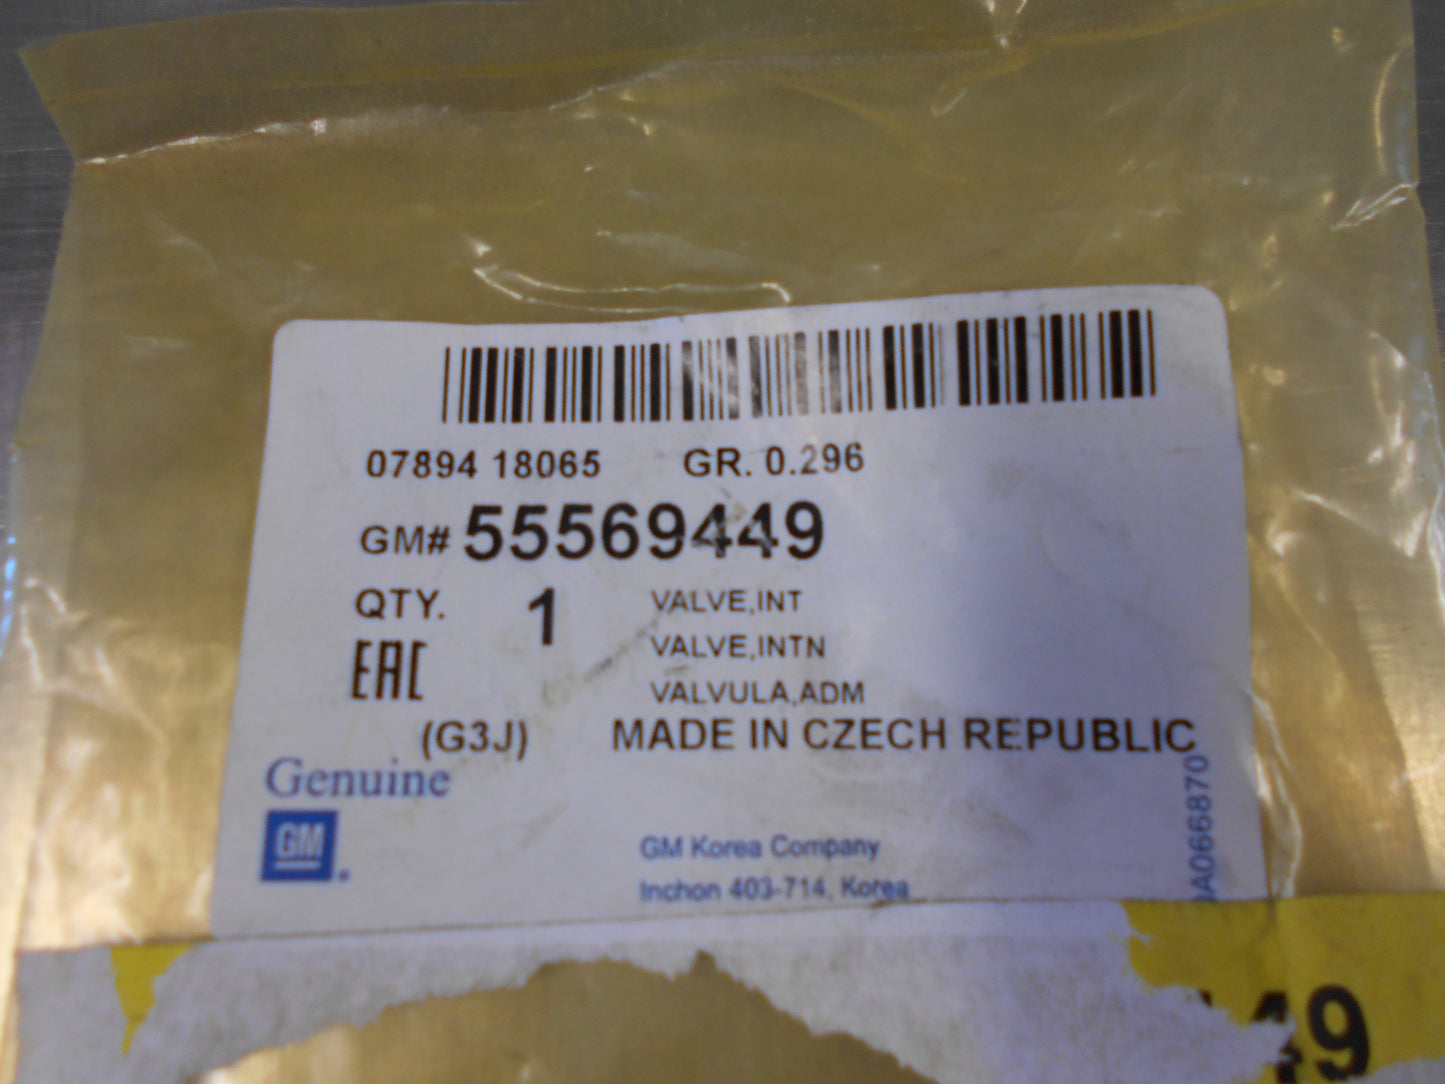 07894 18065 GR. 0.296
GM# 55569449
QTY. 1 VALVE,INT
VALVE,INTN
EAC VALVULA,ADM
(G3J) MADE IN CZECH REPUBLIC
Genuine
GM
GM Korea Company
Inchon 403-714, Korea
A066870
49